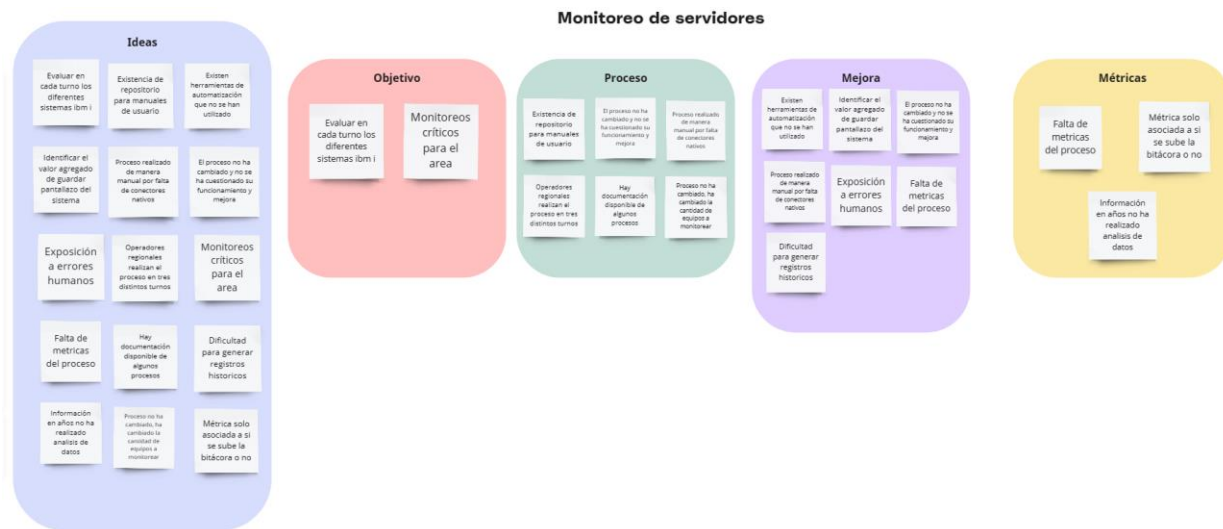 Monitoreo de servidores
Ideas
Evaluar en
cada turno los
diferentes
sistemas ibm i
Existencia de
repositorio
para manuales
de usuario
Existen
herramientas de
automatización
que no se han
utilizado
Identificar el
valor agregado
de guardar
pantallazo del
sistema
Proceso
realizado de
manera
manual por
falta de
conectores
nativos
El proceso no ha
cambiado y no se
ha cuestionado su
funcionamiento y
mejora
Exposición
a errores
humanos
Operadores
regionales
realizan el
proceso en tres
distintos turnos
Monitoreos
críticos
para el
area
Falta de
metricas
del proceso
Hay
documentación
disponible de
algunos
procesos
Dificultad
para generar
registros
historicos
Información
en años no ha
realizado
analisis de
datos
Proceso no ha
cambiado, ha
cambiado la
cantidad de
equipos a
monitorear
Métrica solo
asociada a si
se sube la
bitácora o no
Objetivo
Evaluar en
cada turno los
diferentes
sistemas ibm i
Monitoreos
críticos
para el
area
Proceso
Existencia de
repositorio
para manuales
de usuario
El proceso no ha
cambiado y no se
ha cuestionado su
funcionamiento y
mejora
Proceso realizado
de manera
manual por falta
de conectores
nativos
Operadores
regionales
realizan el
proceso en tres
distintos turnos
Hay
documentación
disponible de
algunos
procesos
Proceso no ha
cambiado, ha
cambiado la
cantidad de
equipos a
monitorear
Mejora
Existen
herramientas de
automatización
que no se han
utilizado
Identificar el
valor agregado
de guardar
pantallazo del
sistema
El proceso no ha
cambiado y no se
ha cuestionado su
funcionamiento y
mejora
Proceso realizado
de manera
manual por falta
de conectores
nativos
Exposición
a errores
humanos
Falta de
metricas
del proceso
Dificultad
para generar
registros
historicos
Métricas
Falta de
metricas
del proceso
Métrica solo
asociada a si
se sube la
bitácora o no
Información
en años no ha
realizado
analisis de
datos